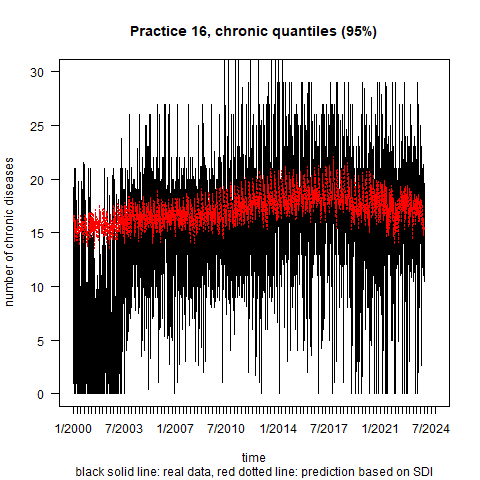 Practice 16, chronic quantiles (95%)
number of chronic diseases
30
25
20
15
10
5
0
1/2000 7/2003 1/2007 7/2010 1/2014 7/2017 1/2021 7/2024
time
black solid line: real data, red dotted line: prediction based on SDI